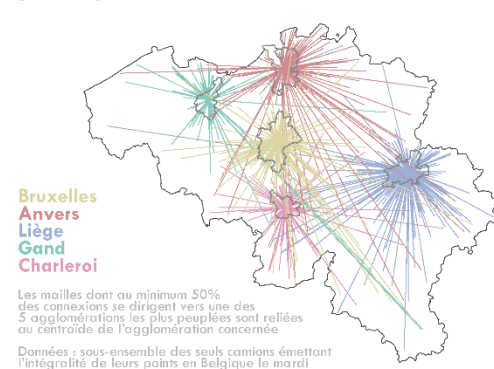 Bruxelles
Anvers
Liège
Gand
Charleroi
Les mailles dont au minimum 50%
des connexions se dirigent vers une des
5 agglomérations les plus peuplées sont reliées
au centroïde de l'agglomération concernée
Données : sous-ensemble des seuls camions émettant
l'intégralité de leurs points en Belgique le mardi